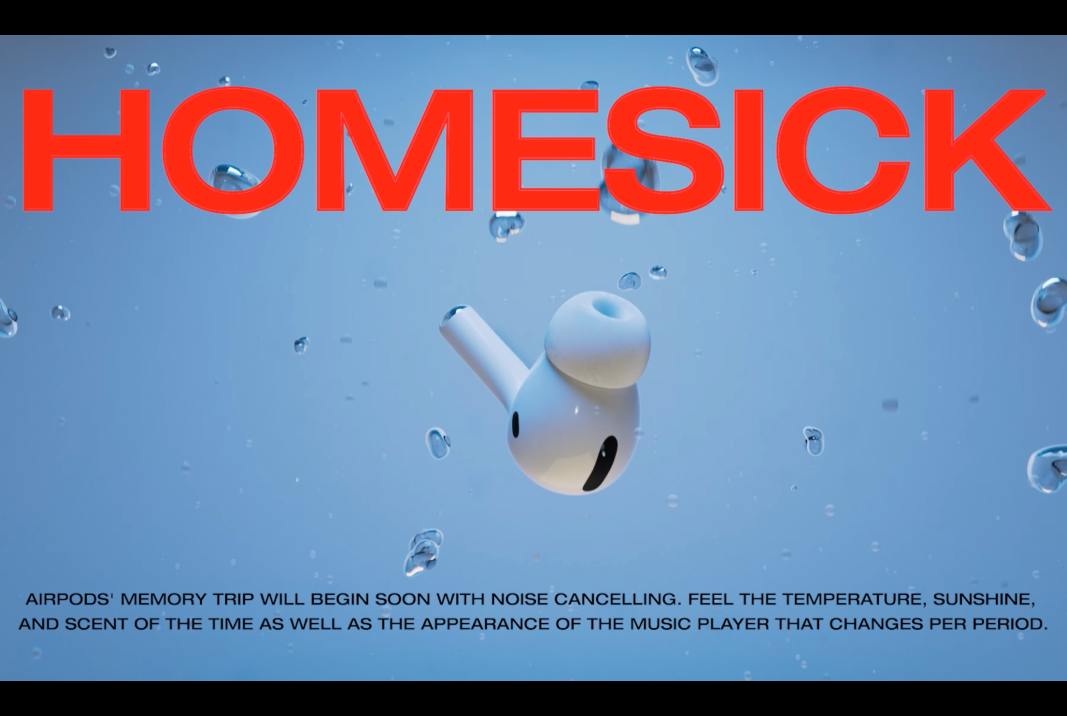 HOMESICK
AIRPODS' MEMORY TRIP WILL BEGIN SOON WITH NOISE CANCELLING. FEEL THE TEMPERATURE, SUNSHINE,
AND SCENT OF THE TIME AS WELL AS THE APPEARANCE OF THE MUSIC PLAYER THAT CHANGES PER PERIOD.